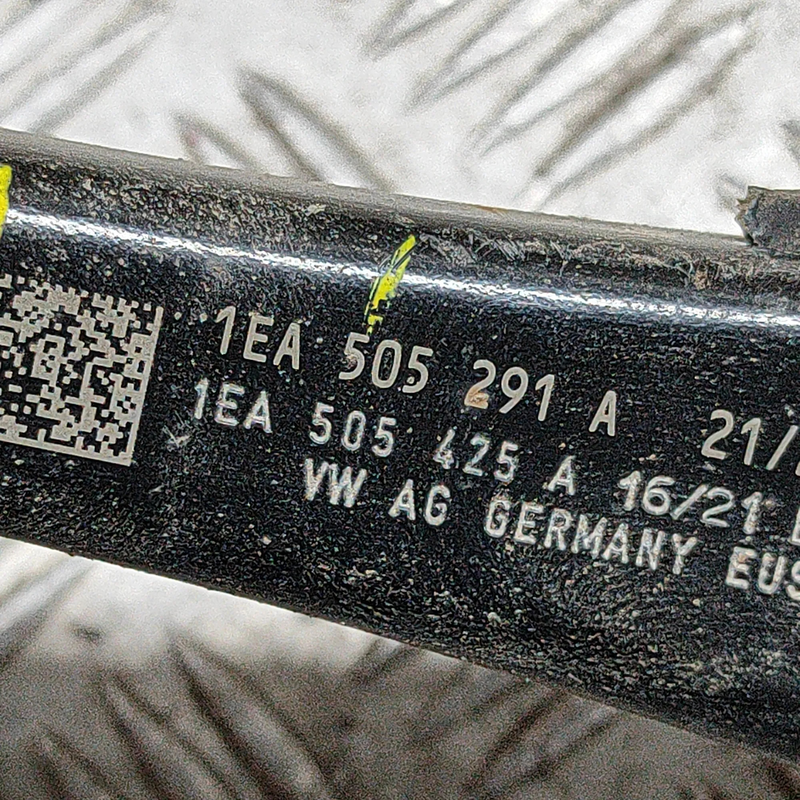 1EA 505 291 A 21/
1EA 505 425 A 16/21
VW AG GERMANY EUS